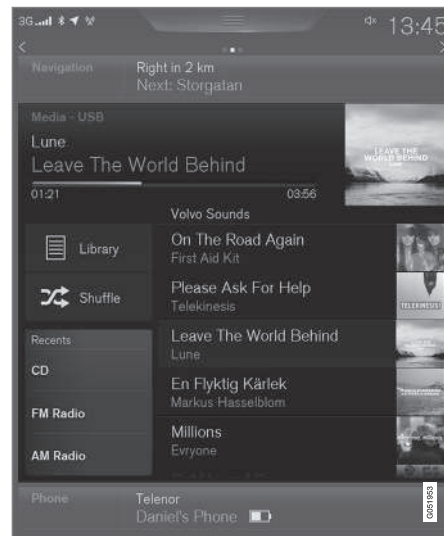 3G 13:45
Navigation
Right in 2 km
Next: Storgatan
Media - USB
Lune
Leave The World Behind
01:21 03:56
LEAVE THE
WORLD BEHIND
Volvo Sounds
Library
Shuffle
On The Road Again
First Aid Kit
Please Ask For Help
Telekinesis
TELEKINESIS!
Leave The World Behind
Lune
En Flyktig Kärlek
Markus Hasselblom
Millions
Evryone
Recents
CD
FM Radio
AM Radio
Phone
Telenor
Daniel's Phone
G051953